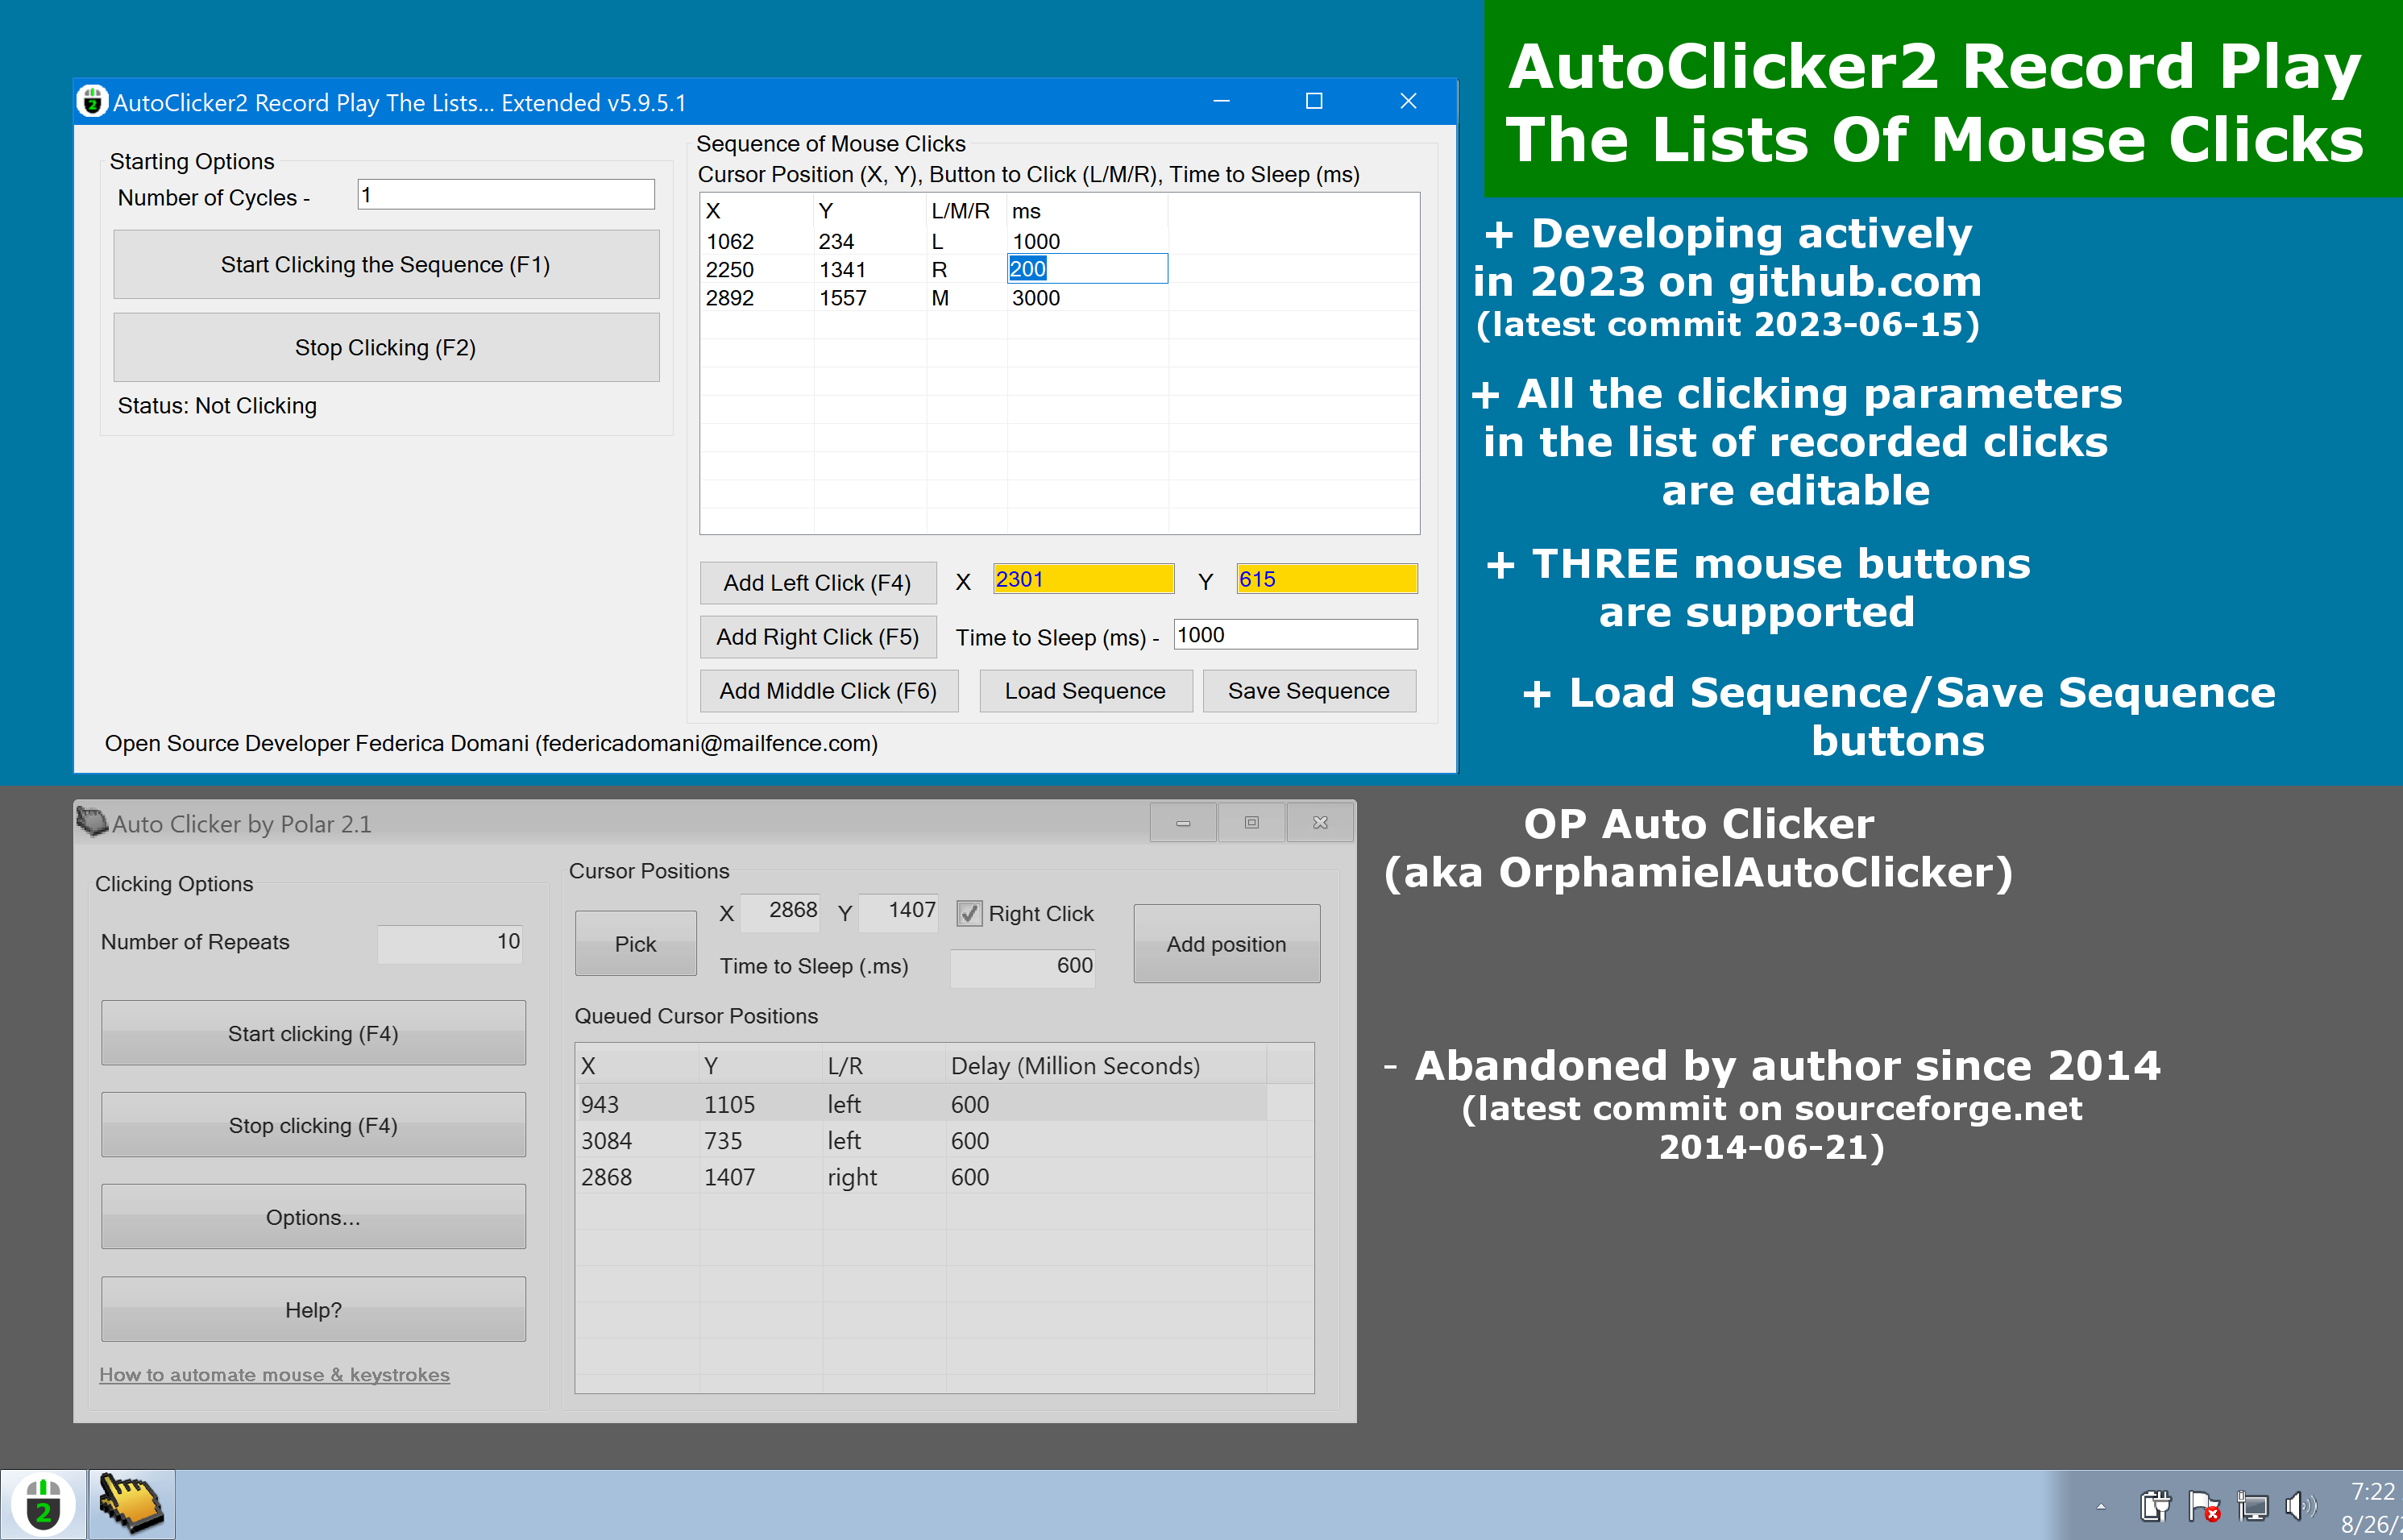 AutoClicker2 Record Play
The Lists Of Mouse Clicks
AutoClicker2 Record Play The Lists... Extended v5.9.5.1
Starting Options
Number of Cycles - 1
Start Clicking the Sequence (F1)
Stop Clicking (F2)
Status: Not Clicking
Sequence of Mouse Clicks
Cursor Position (X, Y), Button to Click (L/M/R), Time to Sleep (ms)
X Y L/M/R ms
1062 234 L 1000
2250 1341 R 200
2892 1557 M 3000
Add Left Click (F4) X 2301 Y 615
Add Right Click (F5) Time to Sleep (ms) - 1000
Add Middle Click (F6) Load Sequence Save Sequence
Open Source Developer Federica Domani (federicadomani@mailfence.com)
+ Developing actively
in 2023 on github.com
(latest commit 2023-06-15)
+ All the clicking parameters
in the list of recorded clicks
are editable
+ THREE mouse buttons
are supported
+ Load Sequence/Save Sequence
buttons
Auto Clicker by Polar 2.1
Clicking Options
Number of Repeats 10
Start clicking (F4)
Stop clicking (F4)
Options...
Help?
How to automate mouse & keystrokes
Cursor Positions
Pick X 2868 Y 1407 Right Click Add position
Time to Sleep (.ms) 600
Queued Cursor Positions
X Y L/R Delay (Million Seconds)
943 1105 left 600
3084 735 left 600
2868 1407 right 600
OP Auto Clicker
(aka OrphamielAutoClicker)
- Abandoned by author since 2014
(latest commit on sourceforge.net
2014-06-21)
2
7:22
8/26/